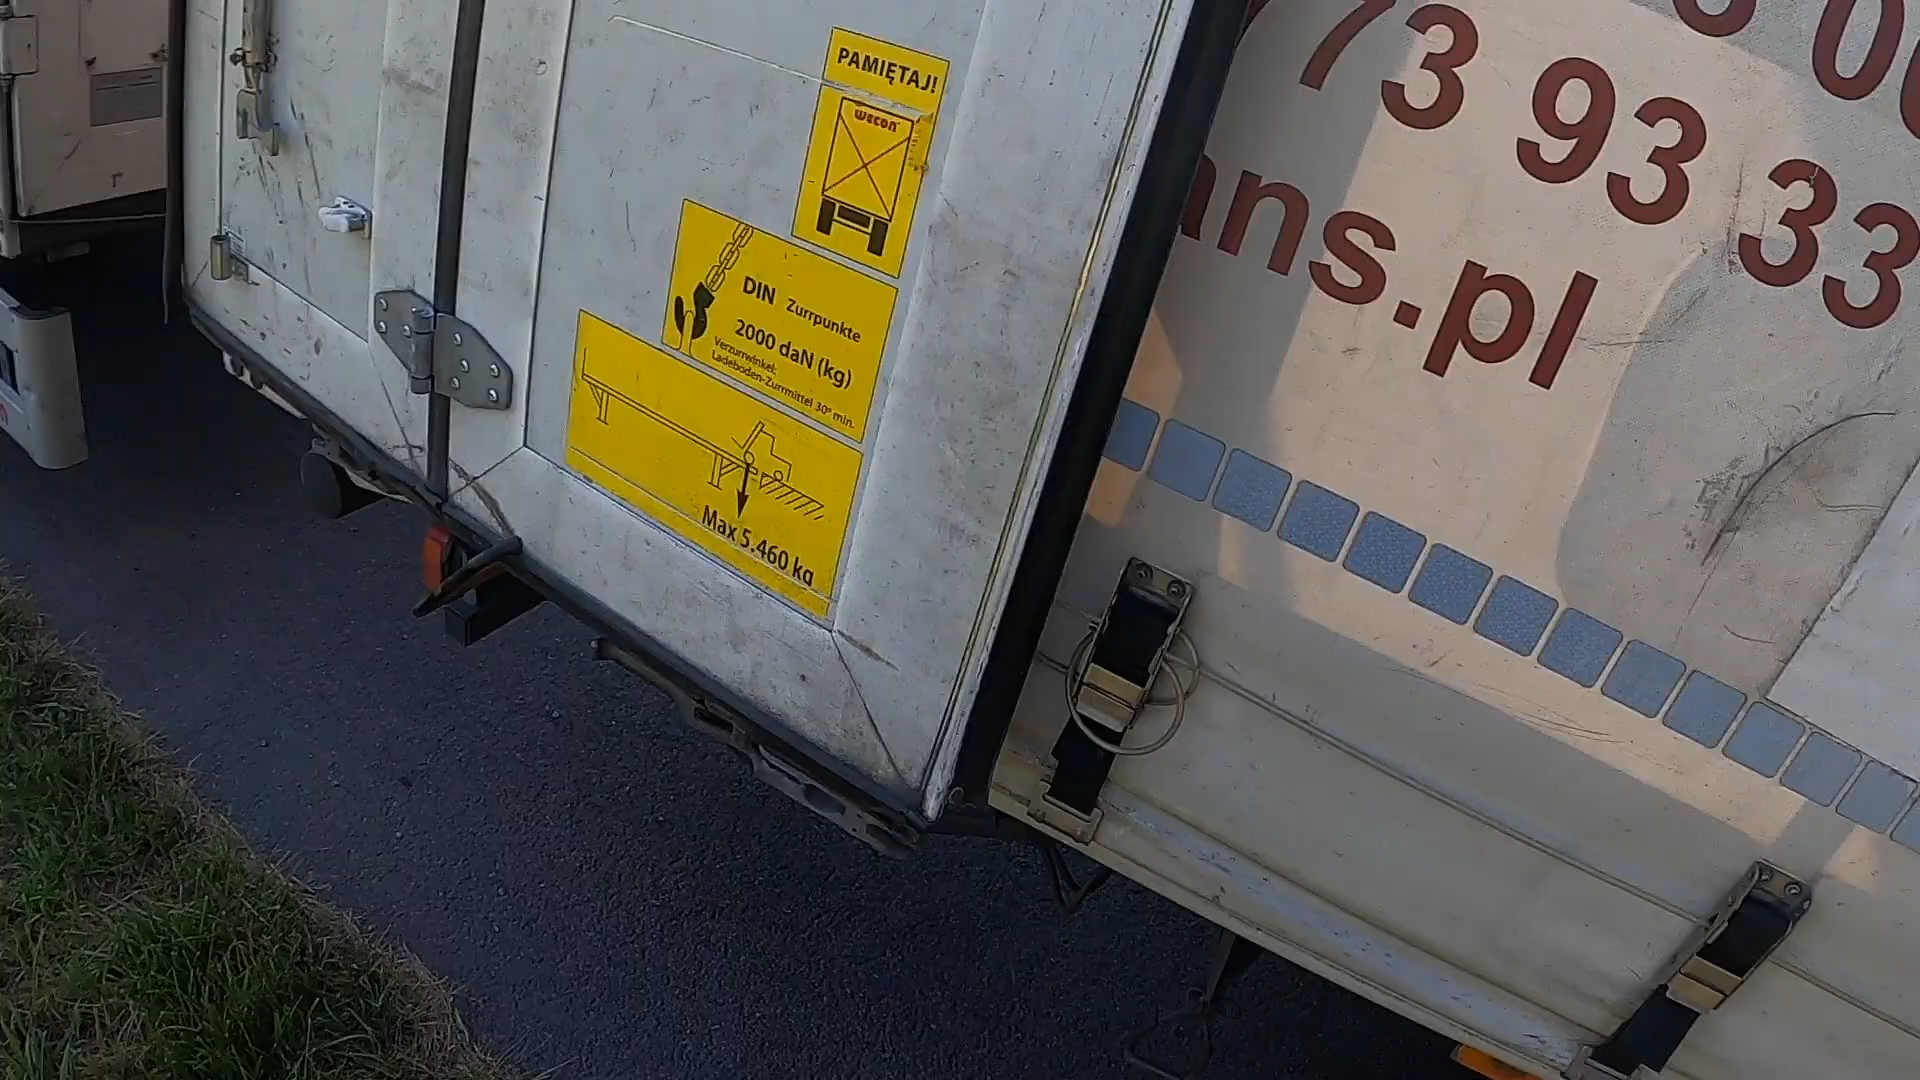 PAMIĘTAJ!
wecon
DIN Zurrpunkte
2000 daN (kg)
Verzurrwinkel:
Ladeboden-Zurrmittel 30° min.
Max 5.460 kg
73 93 33
ans.pl